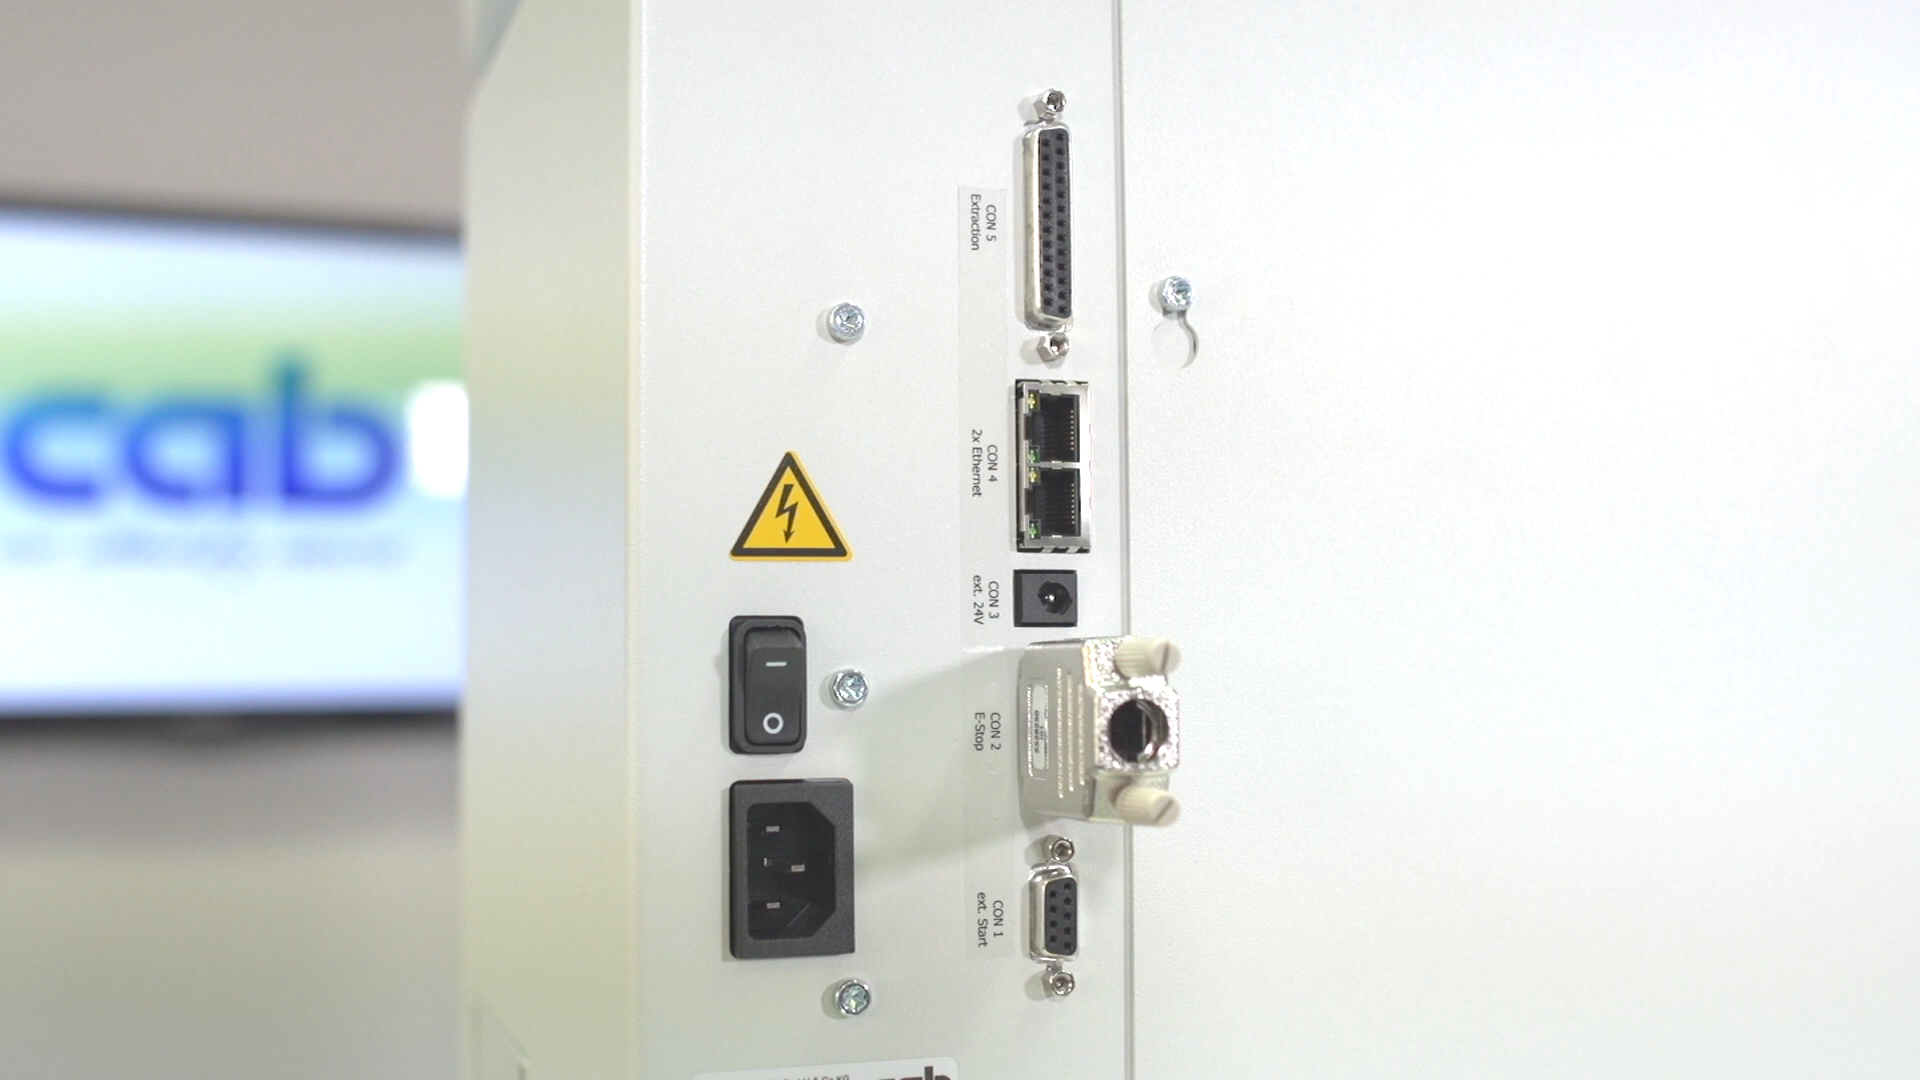 cab
CON 5
Extraction
CON 4
2x Ethernet
CON 3
ext. 24V
CON 2
E-Stop
CON 1
ext. Start
I
O
cab